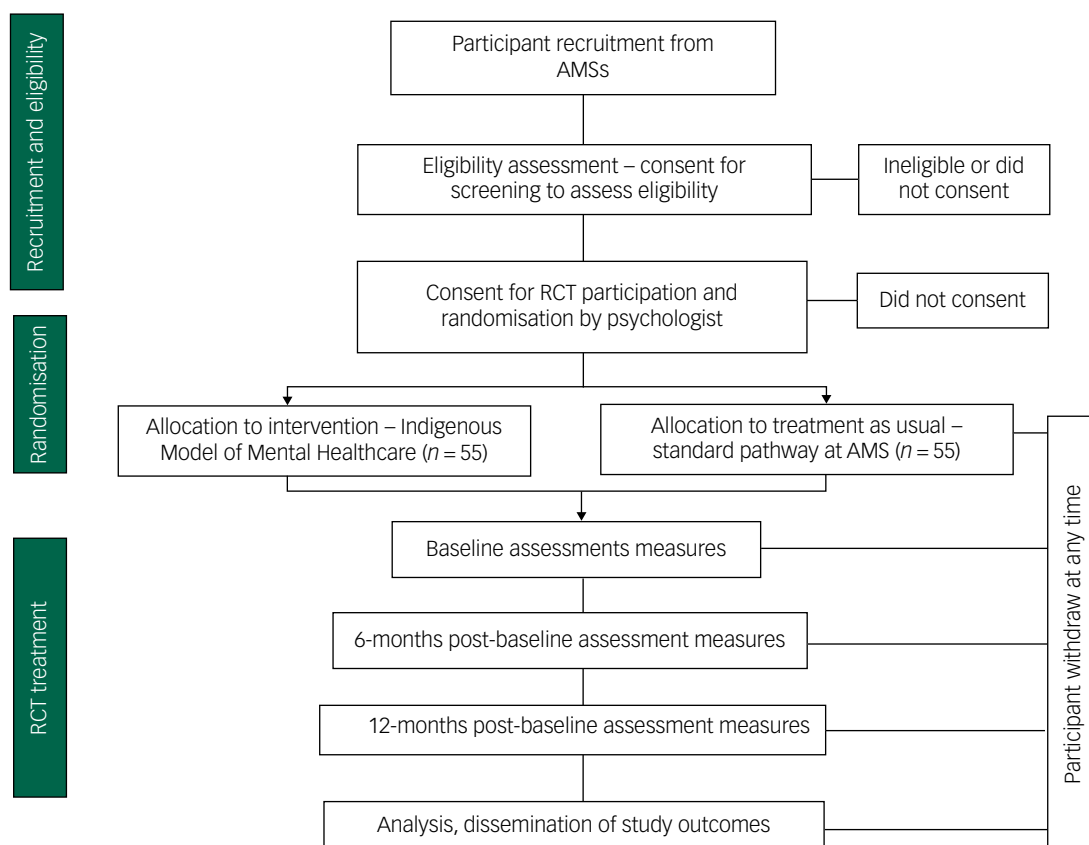 Recruitment and eligibility
Participant recruitment from
AMSs
Eligibility assessment – consent for
screening to assess eligibility
Ineligible or did
not consent
Consent for RCT participation and
randomisation by psychologist
Did not consent
Randomisation
Allocation to intervention – Indigenous
Model of Mental Healthcare (n = 55)
Allocation to treatment as usual –
standard pathway at AMS (n = 55)
Participant withdraw at any time
RCT treatment
Baseline assessments measures
6-months post-baseline assessment measures
12-months post-baseline assessment measures
Analysis, dissemination of study outcomes